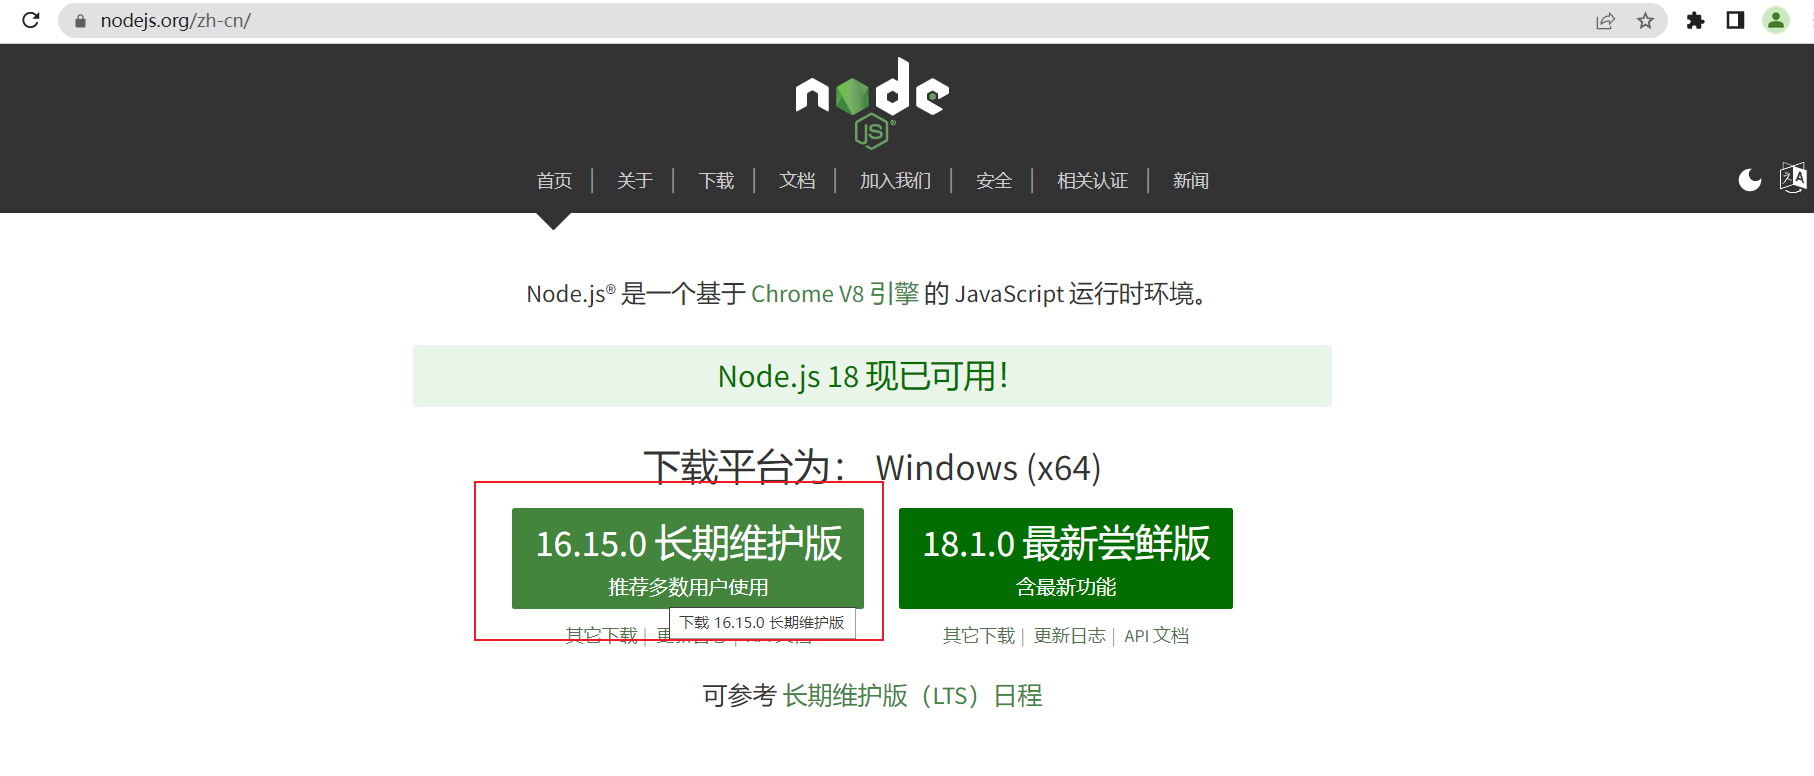 nodejs.org/zh-cn/
node
JS
首页 | 关于 | 下载 | 文档 | 加入我们 | 安全 | 相关认证 | 新闻
Node.js® 是一个基于 Chrome V8 引擎 的 JavaScript 运行时环境。
Node.js 18 现已可用！
下载平台为： Windows (x64)
16.15.0 长期维护版
推荐多数用户使用
18.1.0 最新尝鲜版
含最新功能
下载 16.15.0 长期维护版
其它下载 |
其它下载 | 更新日志 | API 文档
可参考 长期维护版（LTS）日程